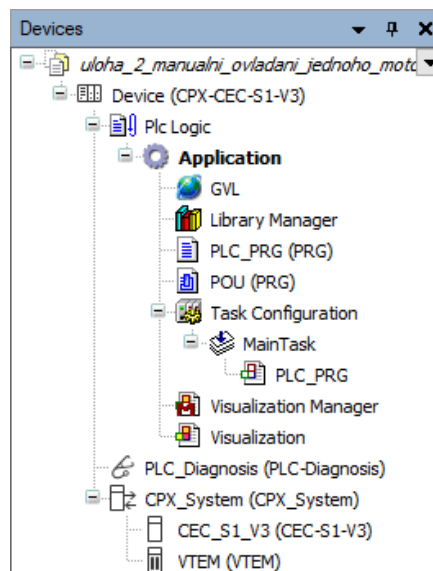 Devices
uloha_2_manualni_ovladani_jednoho_moto
Device (CPX-CEC-S1-V3)
Plc Logic
Application
GVL
Library Manager
PLC_PRG (PRG)
POU (PRG)
Task Configuration
MainTask
PLC_PRG
Visualization Manager
Visualization
PLC_Diagnosis (PLC-Diagnosis)
CPX_System (CPX_System)
CEC_S1_V3 (CEC-S1-V3)
VTEM (VTEM)